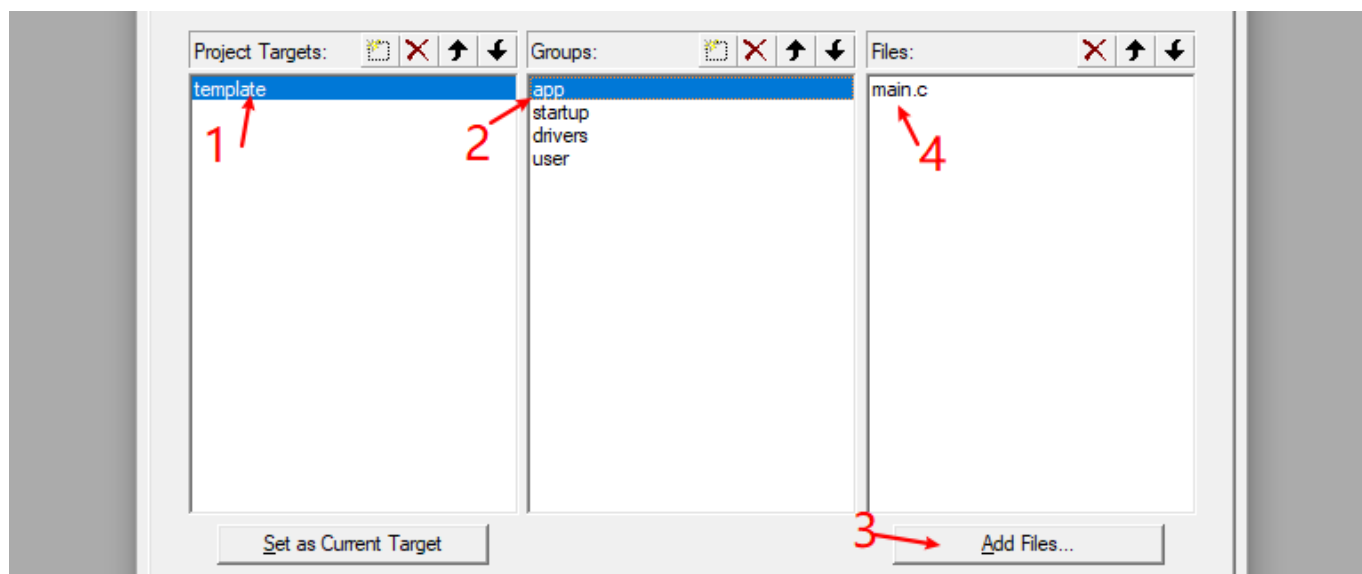 Project Targets:
Groups:
Files:
template
1
app
startup
drivers
user
2
main.c
4
Set as Current Target
3
Add Files...